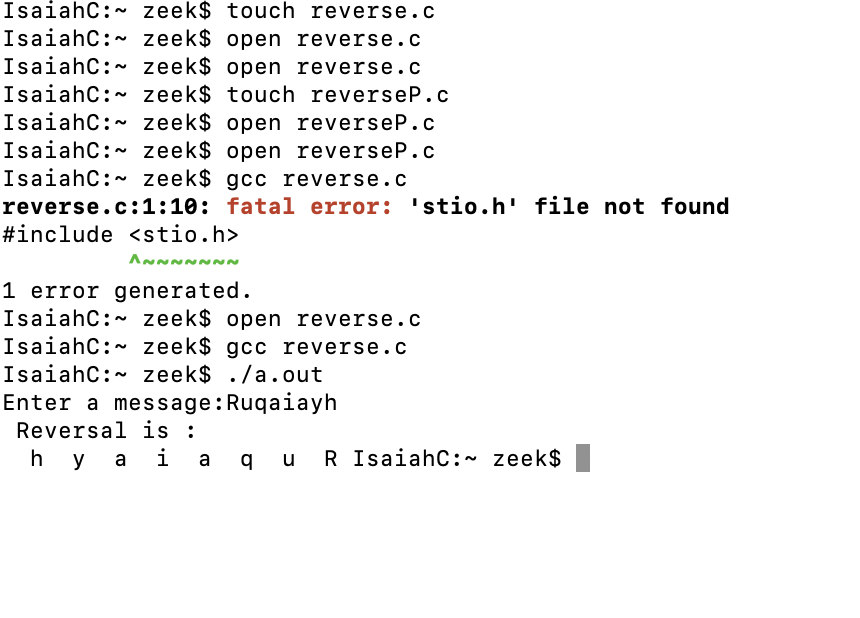 IsaiahC:~ zeek$ touch reverse.c
IsaiahC:~ zeek$ open reverse.c
IsaiahC:~ zeek$ open reverse.c
IsaiahC:~ zeek$ touch reverseP.c
IsaiahC:~ zeek$ open reverseP.c
IsaiahC:~ zeek$ open reverseP.c
IsaiahC:~ zeek$ gcc reverse.c
reverse.c:1:10: fatal error: 'stio.h' file not found
#include <stio.h>
         ^~~~~~~~
1 error generated.
IsaiahC:~ zeek$ open reverse.c
IsaiahC:~ zeek$ gcc reverse.c
IsaiahC:~ zeek$ ./a.out
Enter a message:Ruqaiayh
 Reversal is :
  h  y  a  i  a  q  u  R IsaiahC:~ zeek$